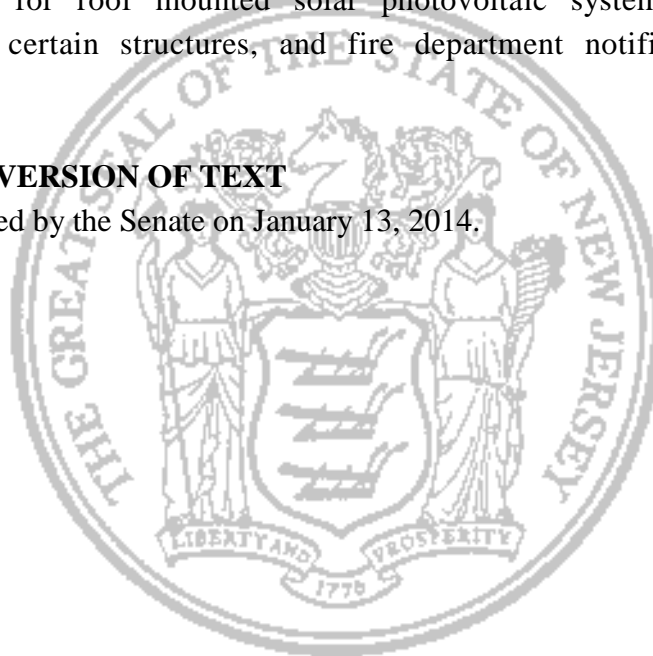 for roof mounted solar photovoltaic system
certain structures, and fire department notifi
VERSION OF TEXT
ed by the Senate on January 13, 2014.
THE GREAT SEAL OF THE STATE OF NEW JERSEY
LIBERTY AND
PROSPERITY
1776